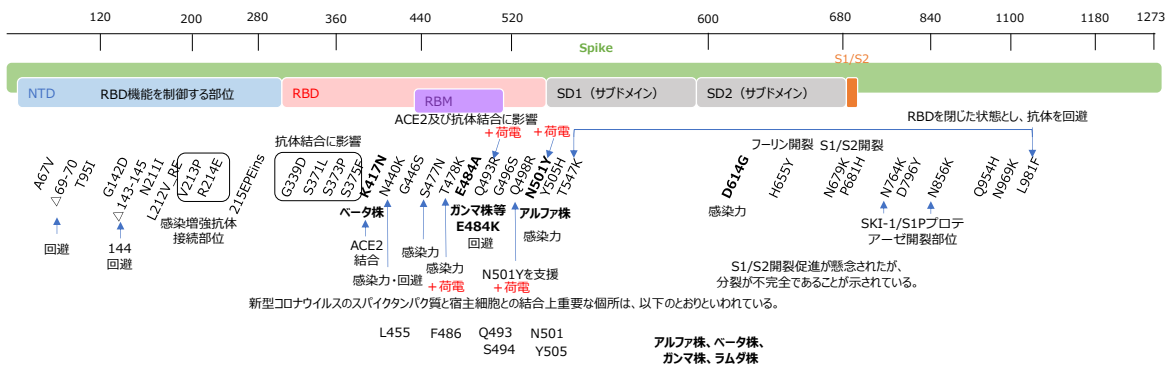 120 200 280 360 440 520 600 680 840 1100 1180 1273
Spike
S1/S2
NTD RBD機能を制御する部位 RBD RBM SD1（サブドメイン） SD2（サブドメイン）
ACE2及び抗体結合に影響
RBDを閉じた状態とし、抗体を回避
抗体結合に影響
＋荷電 ＋荷電
フーリン開裂 S1/S2開裂
A67V
△69-70
T95I
G142D
△143-145
N211I
L212V RE
V213P
R214E
215EPEins
G339D
S371L
S373P
S375F
K417N
N440K
G446S
S477N
T478K
E484A
Q493R
G496S
Q498R
N501Y
Y505H
T547K
D614G
H655Y
N679K
P681H
N764K
D796Y
N856K
Q954H
N969K
L981F
回避
144
回避
感染増強抗体
接続部位
ベータ株
ACE2
結合
感染力・回避
感染力
感染力
＋荷電
ガンマ株等
E484K
回避
アルファ株
感染力
N501Yを支援
＋荷電
感染力
SKI-1/S1Pプロテ
アーゼ開裂部位
S1/S2開裂促進が懸念されたが、
分裂が不完全であることが示されている。
新型コロナウイルスのスパイクタンパク質と宿主細胞との結合上重要な個所は、以下のとおりといわれている。
L455 F486 Q493 N501
S494 Y505
アルファ株、ベータ株、
ガンマ株、ラムダ株